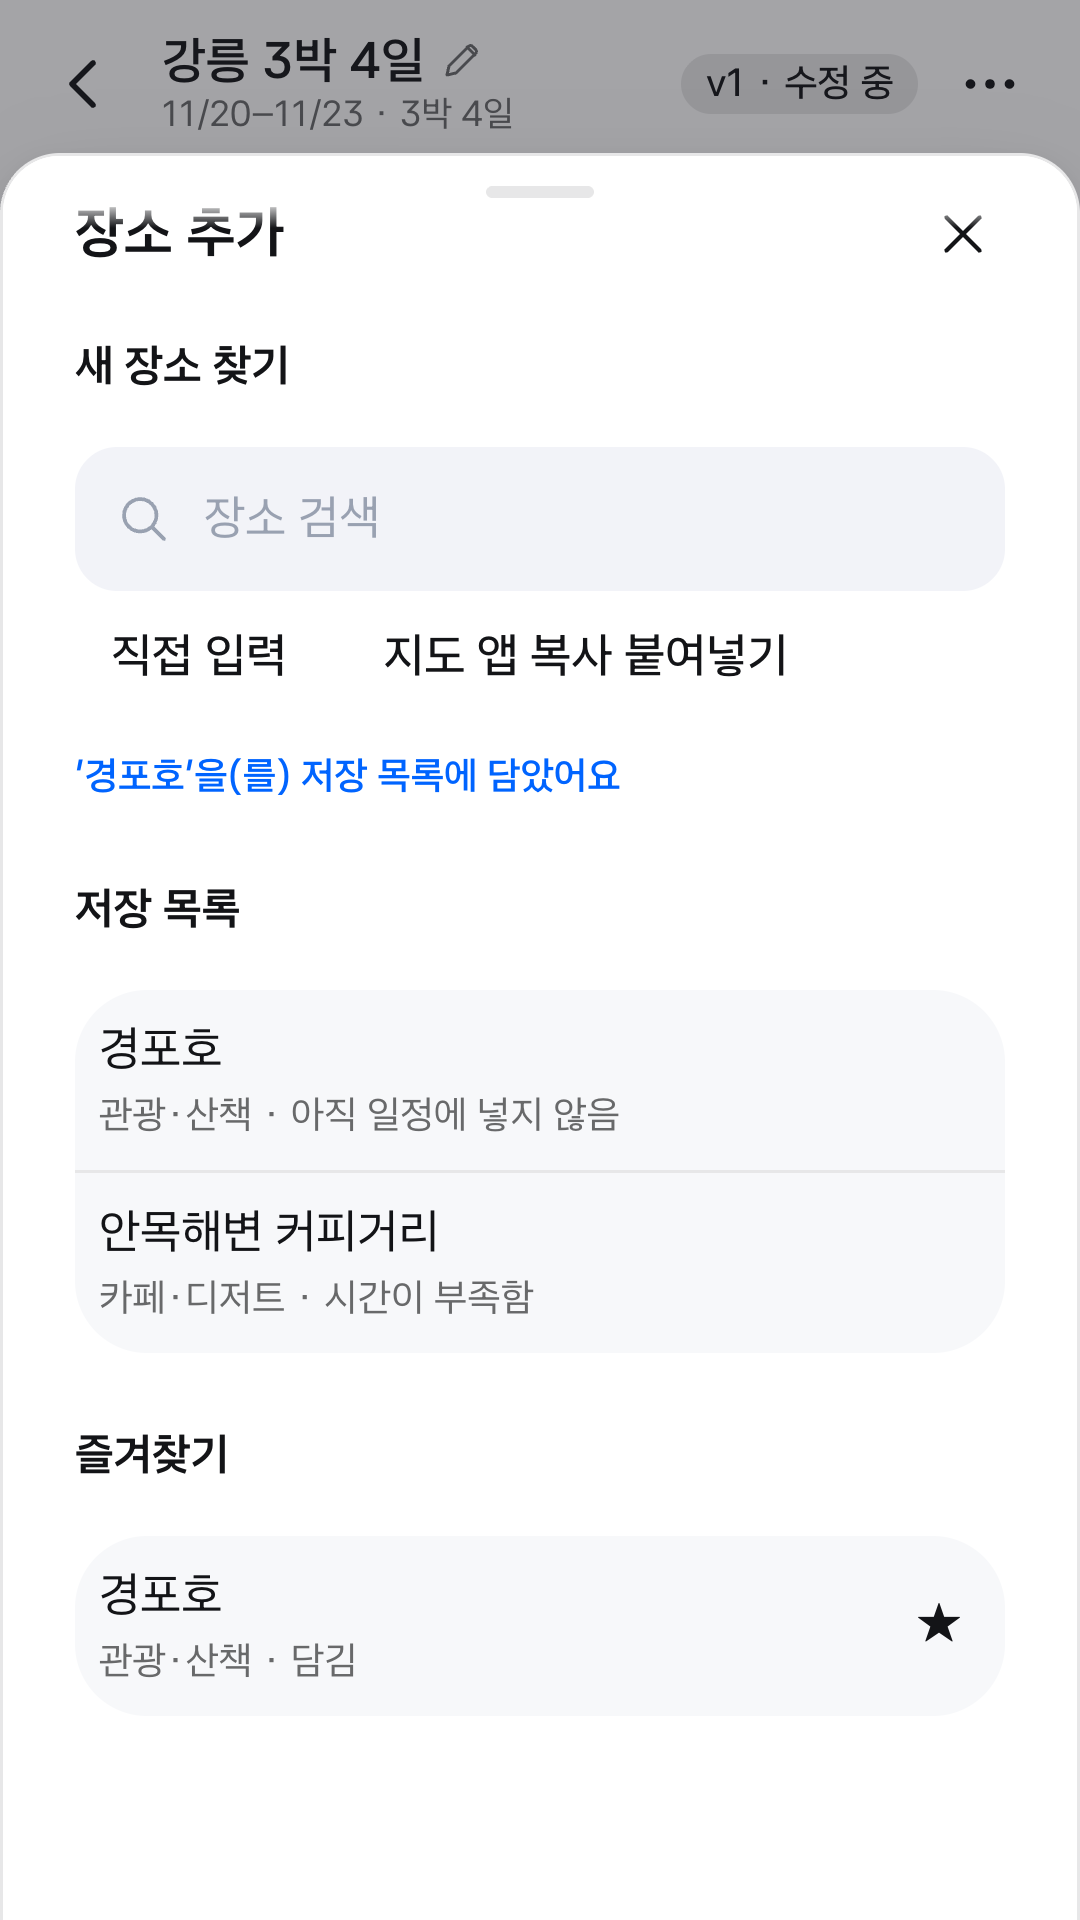 강릉 3박 4일
11/20–11/23 · 3박 4일
v1 · 수정 중
장소 추가
새 장소 찾기
장소 검색
직접 입력
지도 앱 복사 붙여넣기
'경포호'을(를) 저장 목록에 담았어요
저장 목록
경포호
관광·산책 · 아직 일정에 넣지 않음
안목해변 커피거리
카페·디저트 · 시간이 부족함
즐겨찾기
경포호
관광·산책 · 담김